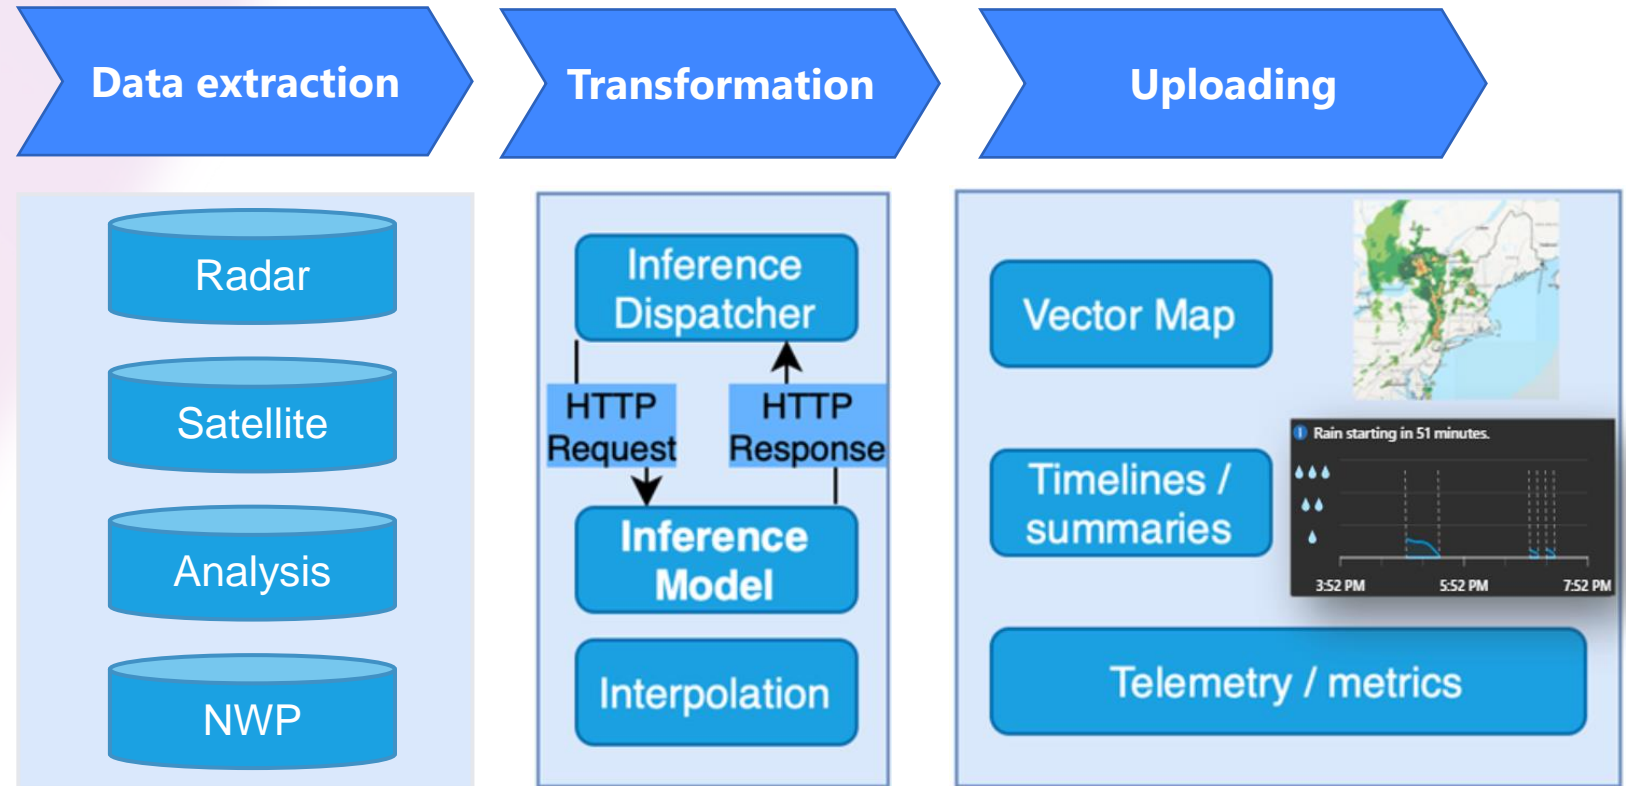 Data extraction
Transformation
Uploading
Radar
Satellite
Analysis
NWP
Inference
Dispatcher
HTTP
Request
HTTP
Response
Inference
Model
Interpolation
Vector Map
Timelines /
summaries
Rain starting in 51 minutes.
3:52 PM
5:52 PM
7:52 PM
Telemetry / metrics